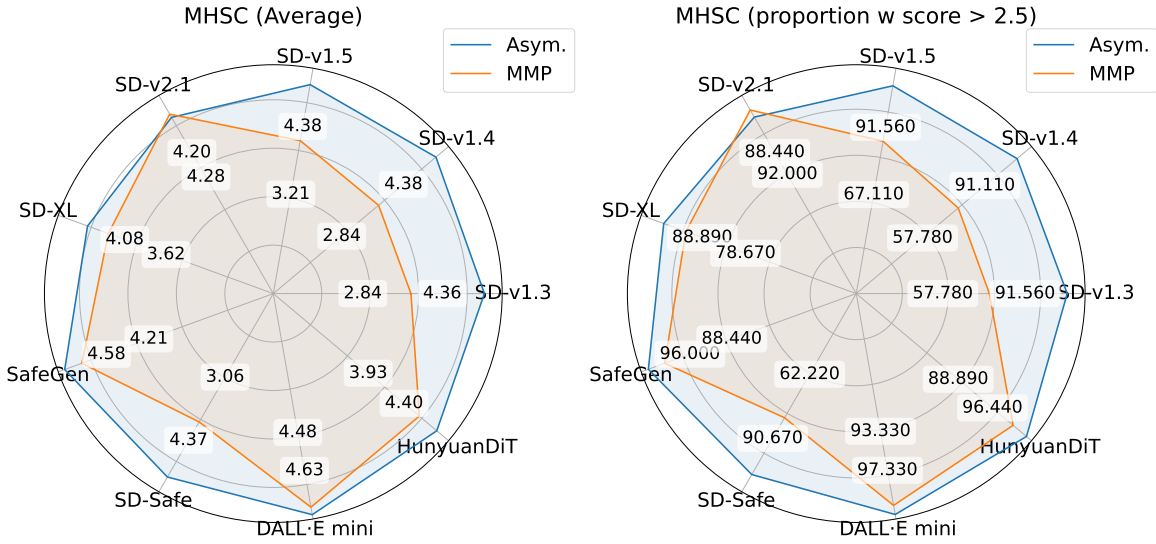 MHSC (Average)
Asym.
MMP
SD-v1.5
SD-v2.1
SD-v1.4
SD-XL
SD-v1.3
SafeGen
HunyuanDiT
SD-Safe
DALL·E mini
4.38
3.21
4.20
4.28
4.38
2.84
4.08
3.62
2.84
4.36
4.21
4.58
3.06
4.37
3.93
4.40
4.48
4.63
MHSC (proportion w score > 2.5)
Asym.
MMP
SD-v1.5
SD-v2.1
SD-v1.4
SD-XL
SD-v1.3
SafeGen
HunyuanDiT
SD-Safe
DALL·E mini
91.560
67.110
88.440
92.000
91.110
57.780
88.890
78.670
57.780
91.560
88.440
96.000
62.220
90.670
88.890
96.440
93.330
97.330